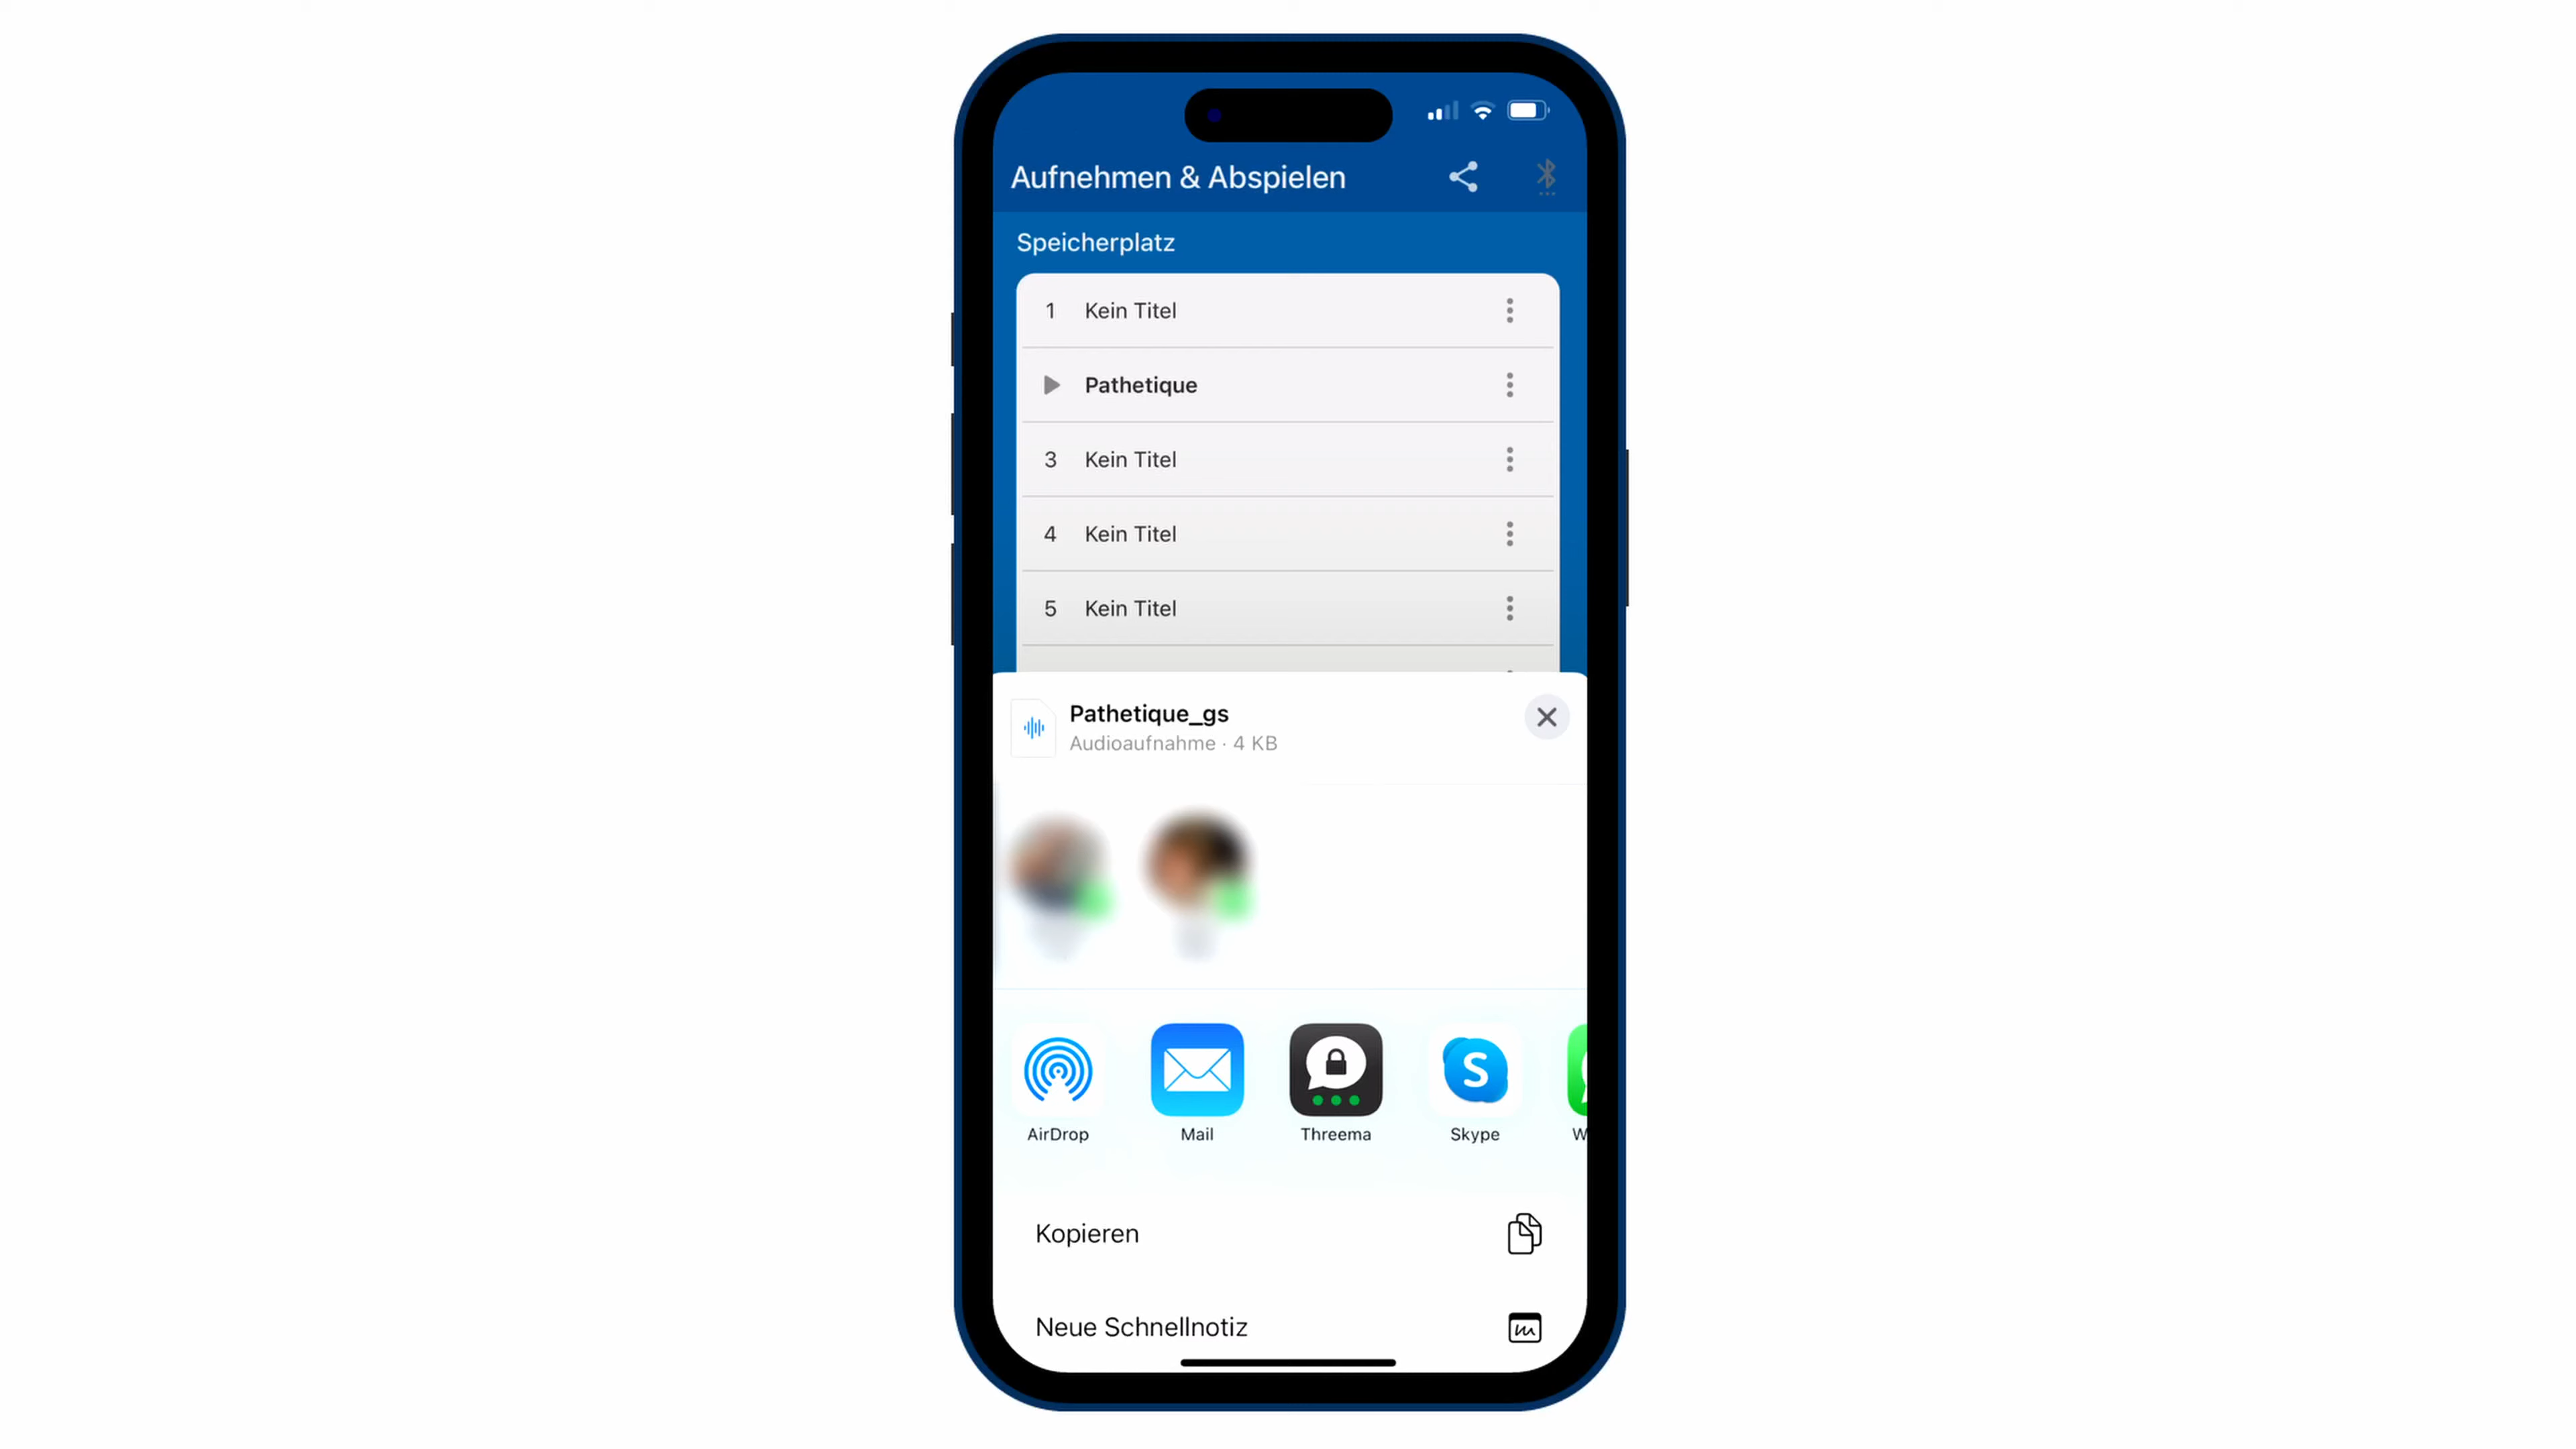 Aufnehmen & Abspielen
Speicherplatz
1 Kein Titel
Pathetique
3 Kein Titel
4 Kein Titel
5 Kein Titel
Pathetique_gs
Audioaufnahme · 4 KB
AirDrop
Mail
Threema
Skype
Kopieren
Neue Schnellnotiz